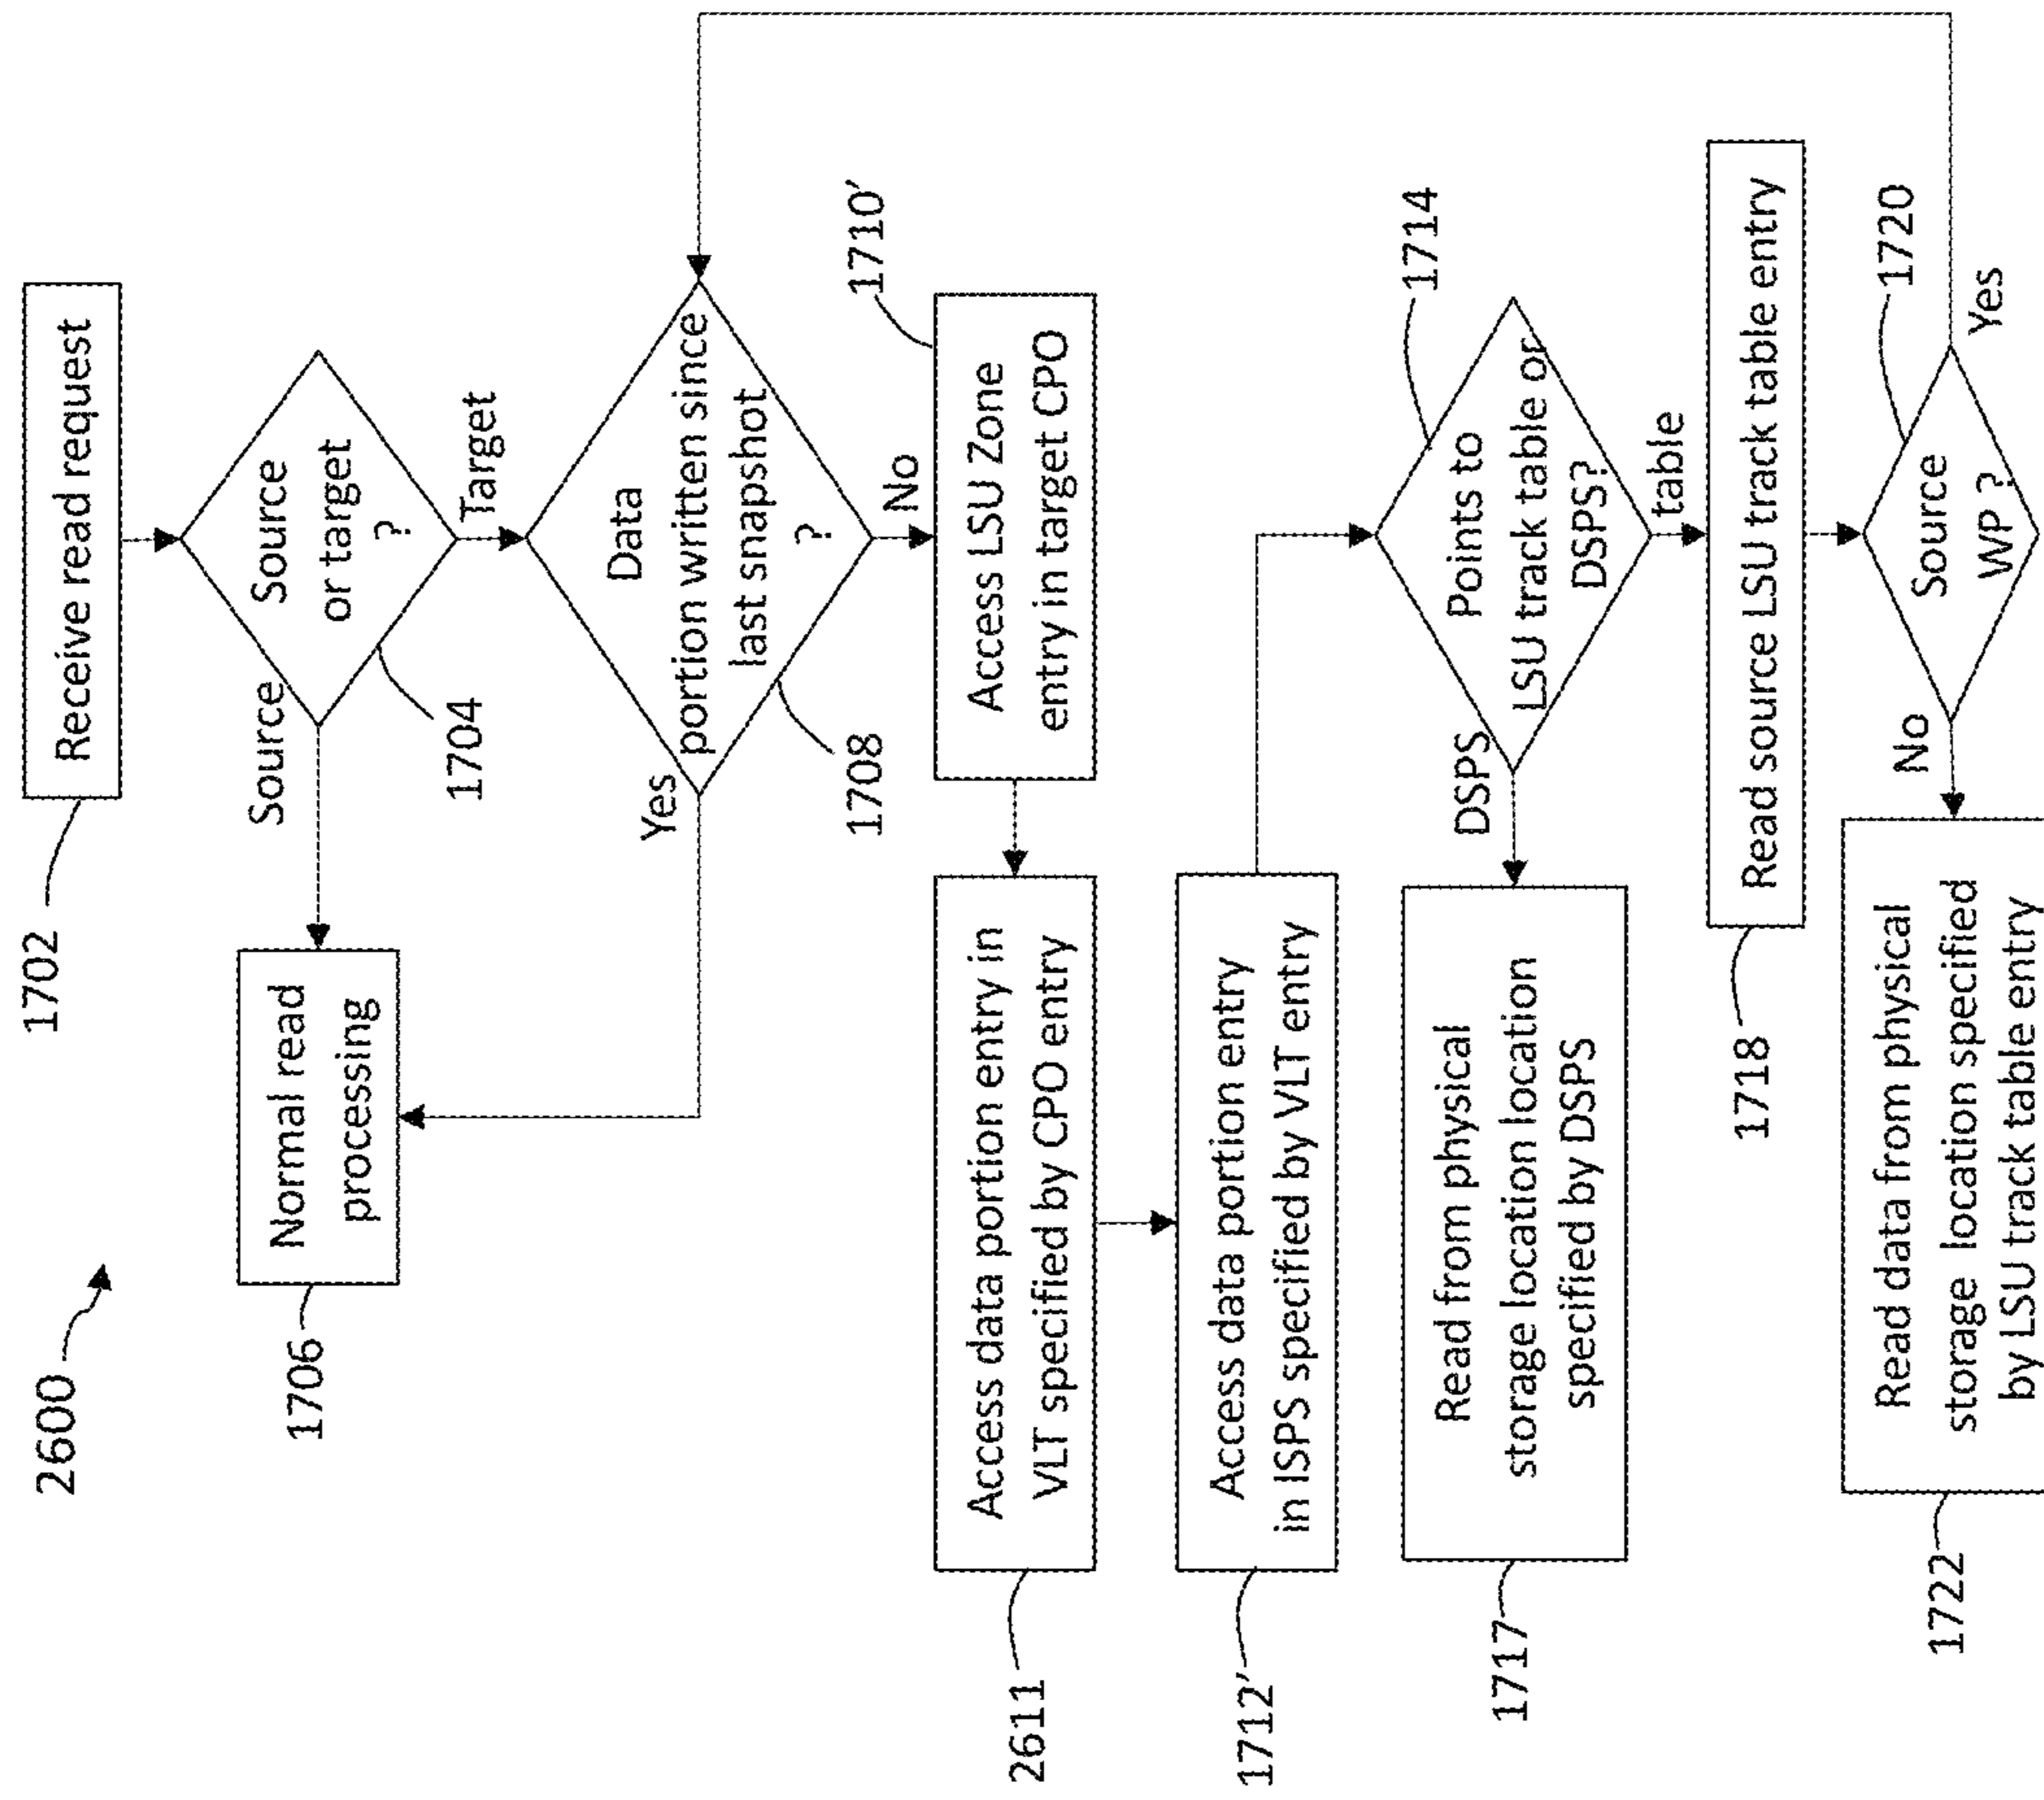 2600
1702
Receive read request
Source
or target
?
Source
Target
1704
Normal read
processing
1706
Data
portion written since
last snapshot
?
Yes
No
1708
Access LSU Zone
entry in target CPO
1710'
Access data portion entry in
VLT specified by CPO entry
2611
Access data portion entry
in ISPS specified by VLT entry
1712'
Points to
LSU track table or
DSPS?
1714
DSPS
table
Read from physical
storage location location
specified by DSPS
1717
Read source LSU track table entry
1718
Source
WP ?
1720
Yes
No
Read data from physical
storage location specified
by LSU track table entry
1722